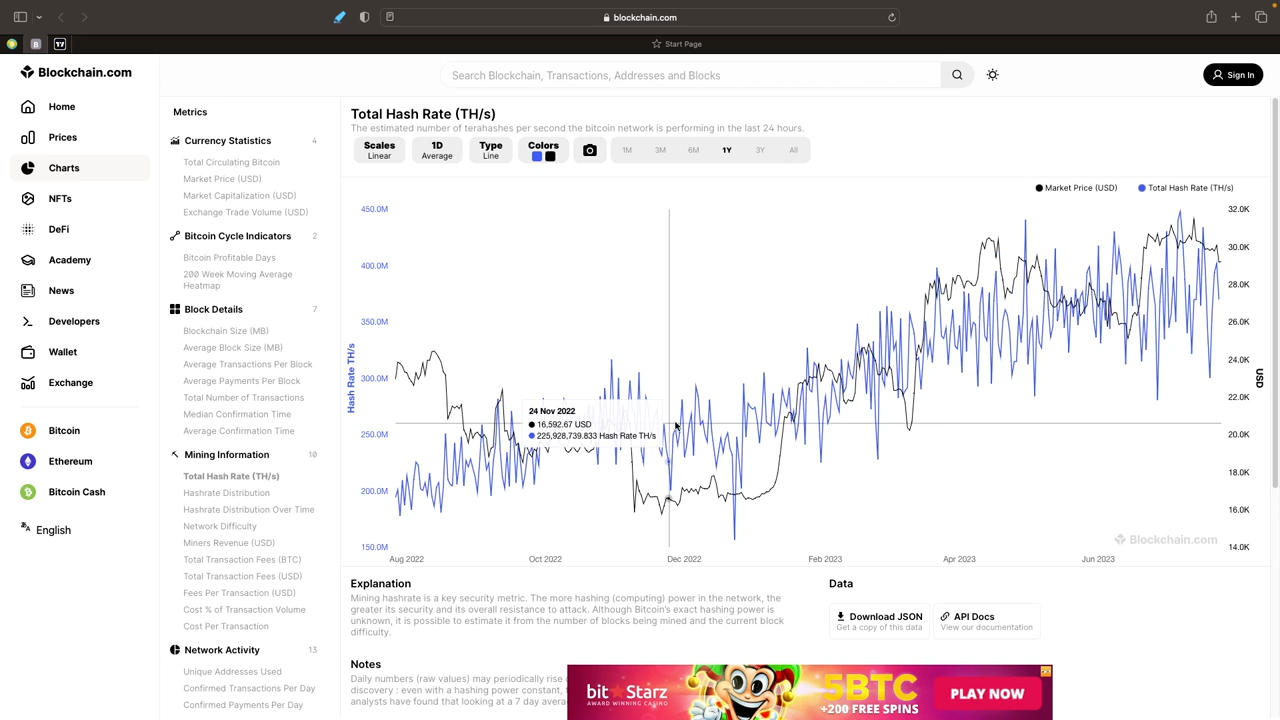 blockchain.com
Start Page
Blockchain.com
Search Blockchain, Transactions, Addresses and Blocks
Sign In
Home
Prices
Charts
NFTs
DeFi
Academy
News
Developers
Wallet
Exchange
Bitcoin
Ethereum
Bitcoin Cash
English
Metrics
Currency Statistics 4
Total Circulating Bitcoin
Market Price (USD)
Market Capitalization (USD)
Exchange Trade Volume (USD)
Bitcoin Cycle Indicators 2
Bitcoin Profitable Days
200 Week Moving Average
Heatmap
Block Details 7
Blockchain Size (MB)
Average Block Size (MB)
Average Transactions Per Block
Average Payments Per Block
Total Number of Transactions
Median Confirmation Time
Average Confirmation Time
Mining Information 10
Total Hash Rate (TH/s)
Hashrate Distribution
Hashrate Distribution Over Time
Network Difficulty
Miners Revenue (USD)
Total Transaction Fees (BTC)
Total Transaction Fees (USD)
Fees Per Transaction (USD)
Cost % of Transaction Volume
Cost Per Transaction
Network Activity 13
Unique Addresses Used
Confirmed Transactions Per Day
Confirmed Payments Per Day
Total Hash Rate (TH/s)
The estimated number of terahashes per second the bitcoin network is performing in the last 24 hours.
Scales
Linear
1D
Average
Type
Line
Colors
1M 3M 6M 1Y 3Y All
Market Price (USD) Total Hash Rate (TH/s)
450.0M
400.0M
350.0M
300.0M
250.0M
200.0M
150.0M
Hash Rate TH/s
24 Nov 2022
16,592.67 USD
225,928,739.833 Hash Rate TH/s
32.0K
30.0K
28.0K
26.0K
24.0K
22.0K
20.0K
18.0K
16.0K
14.0K
USD
Blockchain.com
Aug 2022 Oct 2022 Dec 2022 Feb 2023 Apr 2023 Jun 2023
Explanation
Mining hashrate is a key security metric. The more hashing (computing) power in the network, the
greater its security and its overall resistance to attack. Although Bitcoin's exact hashing power is
unknown, it is possible to estimate it from the number of blocks being mined and the current block
difficulty.
Notes
Daily numbers (raw values) may periodically rise
discovery : even with a hashing power constant,
analysts have found that looking at a 7 day
Data
Download JSON
Get a copy of this data
API Docs
View our documentation
bitStarz
AWARD WINNING CASINO
5BTC
+200 FREE SPINS
PLAY NOW